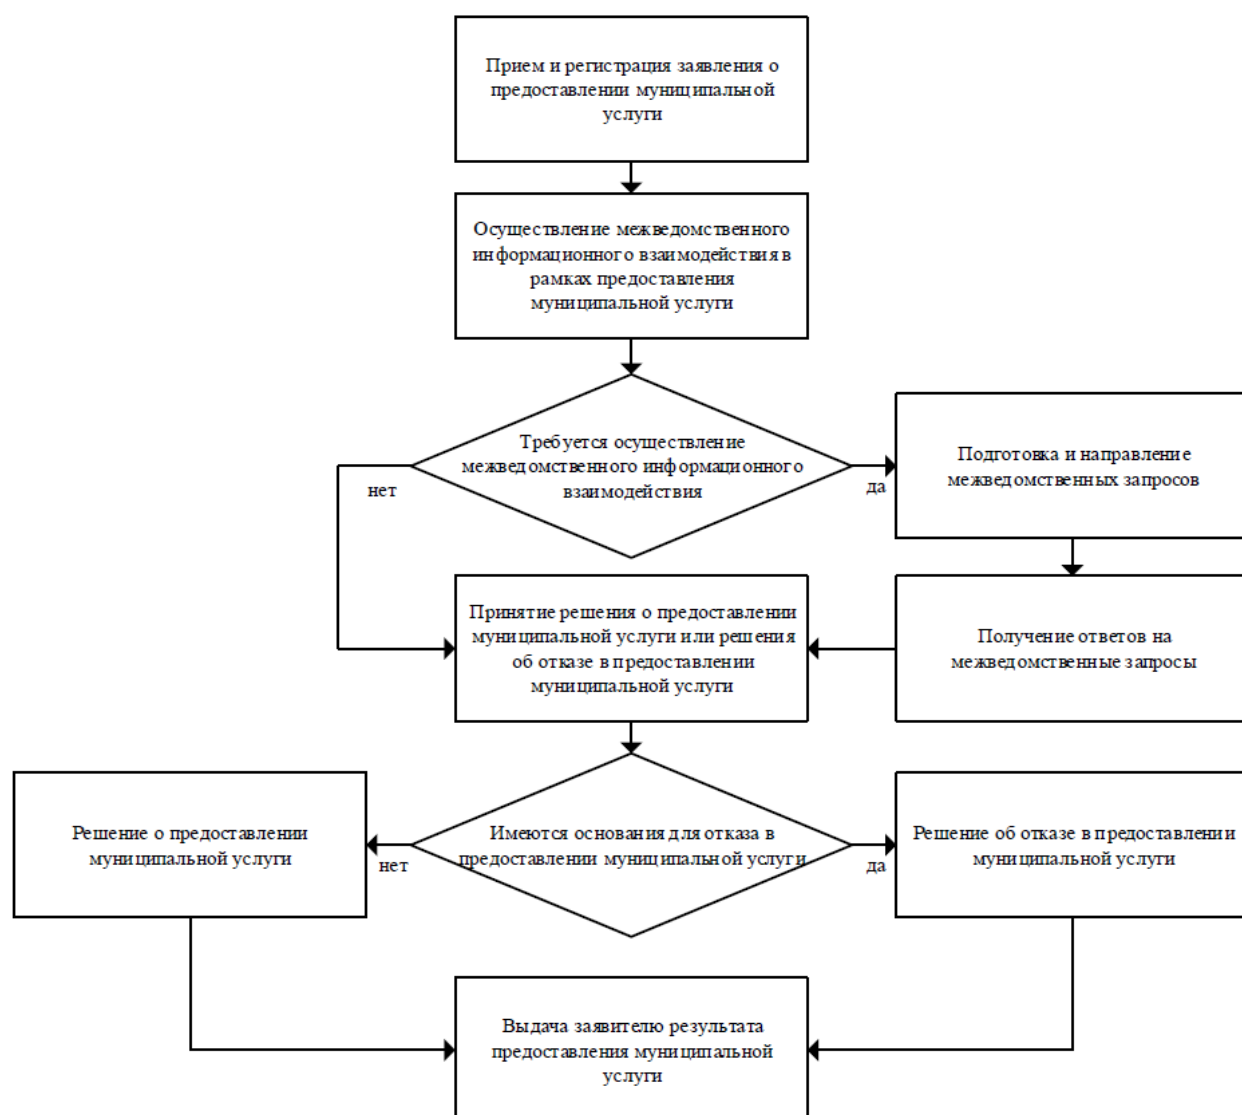 Прием и регистрация заявления о
предоставлении муниципальной
услуги
Осуществление межведомственного
информационного взаимодействия в
рамках предоставления
муниципальной услуги
Требуется осуществление
межведомственного информационного
взаимодействия
нет
да
Подготовка и направление
межведомственных запросов
Принятие решения о предоставлении
муниципальной услуги или решения
об отказе в предоставлении
муниципальной услуги
Получение ответов на
межведомственные запросы
Решение о предоставлении
муниципальной услуги
нет
Имеются основания для отказа в
предоставлении муниципальной услуги
да
Решение об отказе в предоставлении
муниципальной услуги
Выдача заявителю результата
предоставления муниципальной
услуги